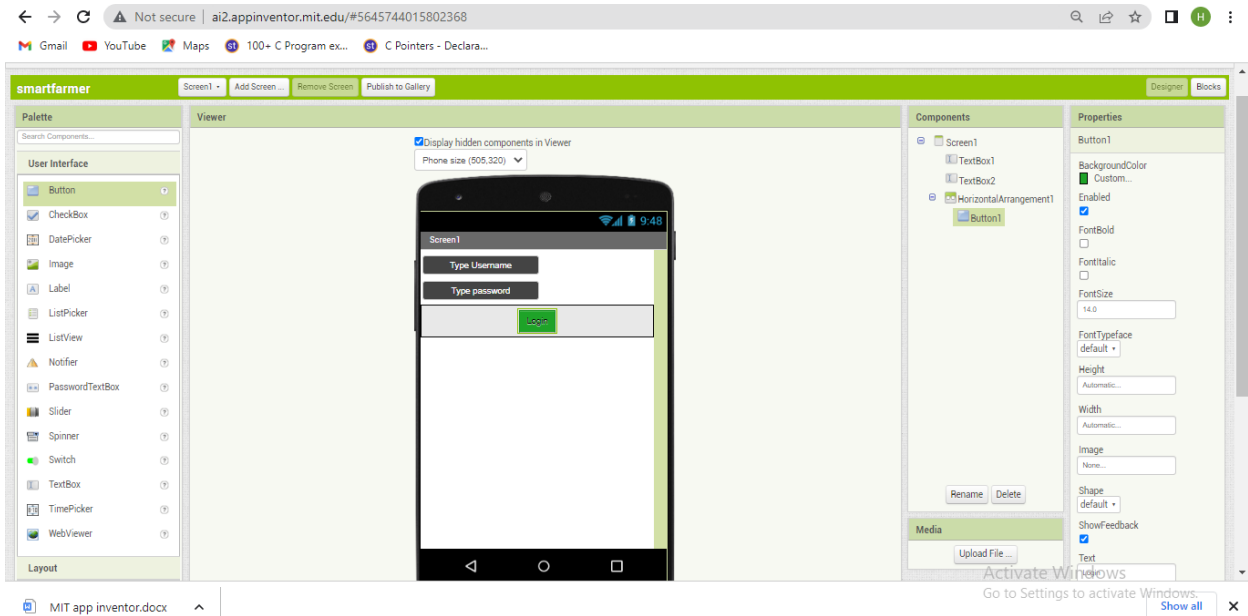 Not secure | ai2.appinventor.mit.edu/#5645744015802368
H
Gmail YouTube Maps st 100+ C Program ex... st C Pointers - Declara...
smartfarmer Screen1 Add Screen ... Remove Screen Publish to Gallery Designer Blocks
Palette
Search Components...
User Interface
Button ?
CheckBox ?
DatePicker ?
Image ?
Label ?
ListPicker ?
ListView ?
Notifier ?
PasswordTextBox ?
Slider ?
Spinner ?
Switch ?
TextBox ?
TimePicker ?
WebViewer ?
Layout
Viewer
Display hidden components in Viewer
Phone size (505,320)
9:48
Screen1
Type Username
Type password
Login
Components
Screen1
TextBox1
TextBox2
HorizontalArrangement1
Button1
Rename Delete
Media
Upload File ...
Properties
Button1
BackgroundColor
Custom...
Enabled
FontBold
FontItalic
FontSize
14.0
FontTypeface
default
Height
Automatic...
Width
Automatic...
Image
None...
Shape
default
ShowFeedback
Text
Login
Activate Windows
Go to Settings to activate Windows.
MIT app inventor.docx
Show all